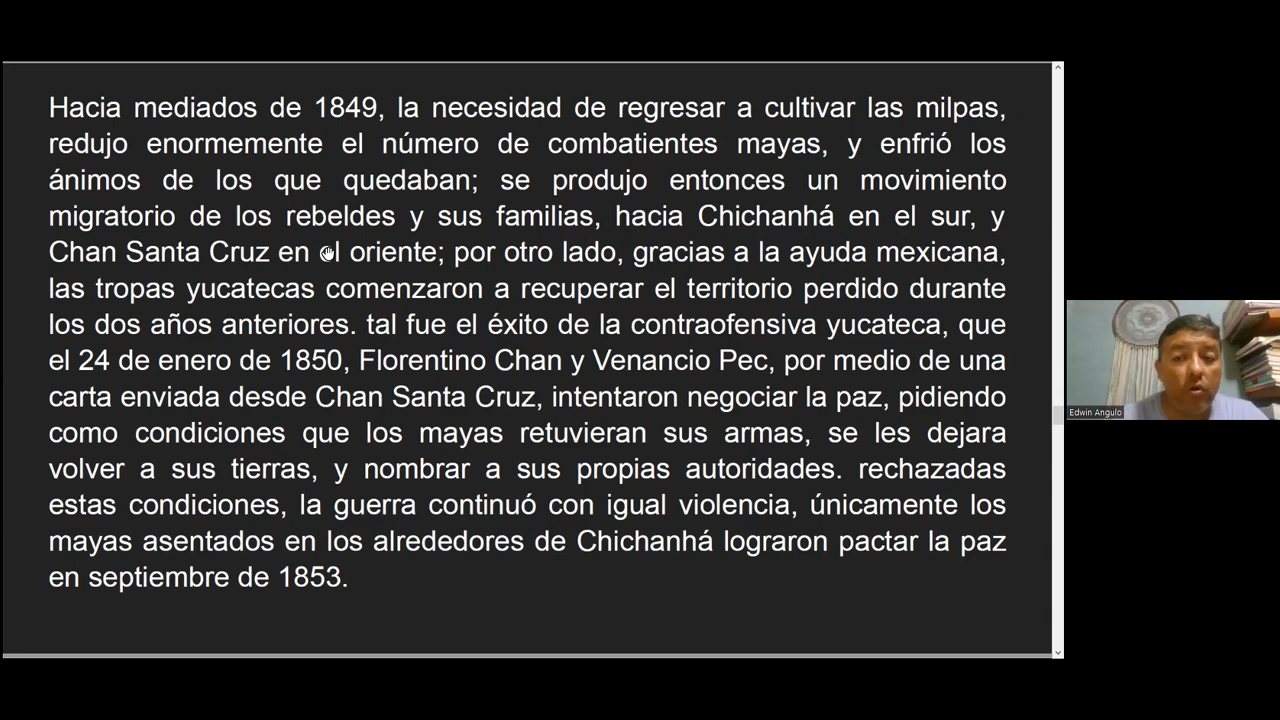 Hacia mediados de 1849, la necesidad de regresar a cultivar las milpas,
redujo enormemente el número de combatientes mayas, y enfrió los
ánimos de los que quedaban; se produjo entonces un movimiento
migratorio de los rebeldes y sus familias, hacia Chichanhá en el sur, y
Chan Santa Cruz en el oriente; por otro lado, gracias a la ayuda mexicana,
las tropas yucatecas comenzaron a recuperar el territorio perdido durante
los dos años anteriores. tal fue el éxito de la contraofensiva yucateca, que
el 24 de enero de 1850, Florentino Chan y Venancio Pec, por medio de una
carta enviada desde Chan Santa Cruz, intentaron negociar la paz, pidiendo
como condiciones que los mayas retuvieran sus armas, se les dejara
volver a sus tierras, y nombrar a sus propias autoridades. rechazadas
estas condiciones, la guerra continuó con igual violencia, únicamente los
mayas asentados en los alrededores de Chichanhá lograron pactar la paz
en septiembre de 1853.
Edwin Angulo